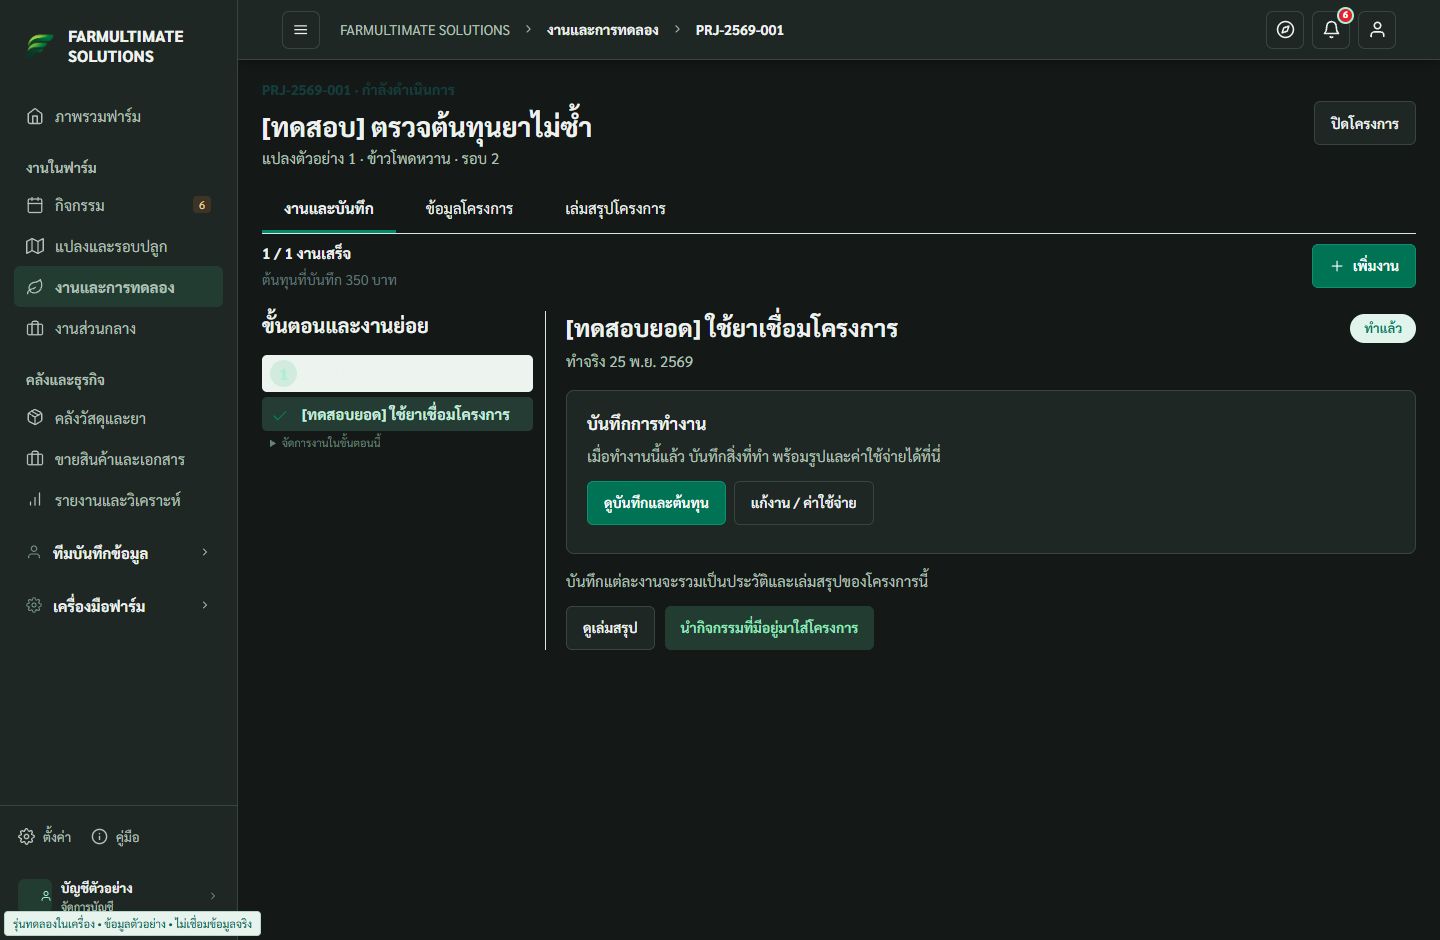 FARMULTIMATE
SOLUTIONS
ภาพรวมฟาร์ม
งานในฟาร์ม
กิจกรรม 6
แปลงและรอบปลูก
งานและการทดลอง
งานส่วนกลาง
คลังและธุรกิจ
คลังวัสดุและยา
ขายสินค้าและเอกสาร
รายงานและวิเคราะห์
ทีมบันทึกข้อมูล
เครื่องมือฟาร์ม
ตั้งค่า คู่มือ
บัญชีตัวอย่าง
จัดการบัญชี
รุ่นทดลองในเครื่อง • ข้อมูลตัวอย่าง • ไม่เชื่อมข้อมูลจริง
FARMULTIMATE SOLUTIONS > งานและการทดลอง > PRJ-2569-001
6
PRJ-2569-001 · กำลังดำเนินการ
[ทดสอบ] ตรวจต้นทุนยาไม่ซ้ำ
แปลงตัวอย่าง 1 · ข้าวโพดหวาน · รอบ 2
ปิดโครงการ
งานและบันทึก ข้อมูลโครงการ เล่มสรุปโครงการ
1 / 1 งานเสร็จ
ต้นทุนที่บันทึก 350 บาท
+ เพิ่มงาน
ขั้นตอนและงานย่อย
1
[ทดสอบยอด] ใช้ยาเชื่อมโครงการ
จัดการงานในขั้นตอนนี้
[ทดสอบยอด] ใช้ยาเชื่อมโครงการ
ทำแล้ว
ทำจริง 25 พ.ย. 2569
บันทึกการทำงาน
เมื่อทำงานนี้แล้ว บันทึกสิ่งที่ทำ พร้อมรูปและค่าใช้จ่ายได้ที่นี่
ดูบันทึกและต้นทุน แก้งาน / ค่าใช้จ่าย
บันทึกแต่ละงานจะรวมเป็นประวัติและเล่มสรุปของโครงการนี้
ดูเล่มสรุป นำกิจกรรมที่มีอยู่มาใส่โครงการ